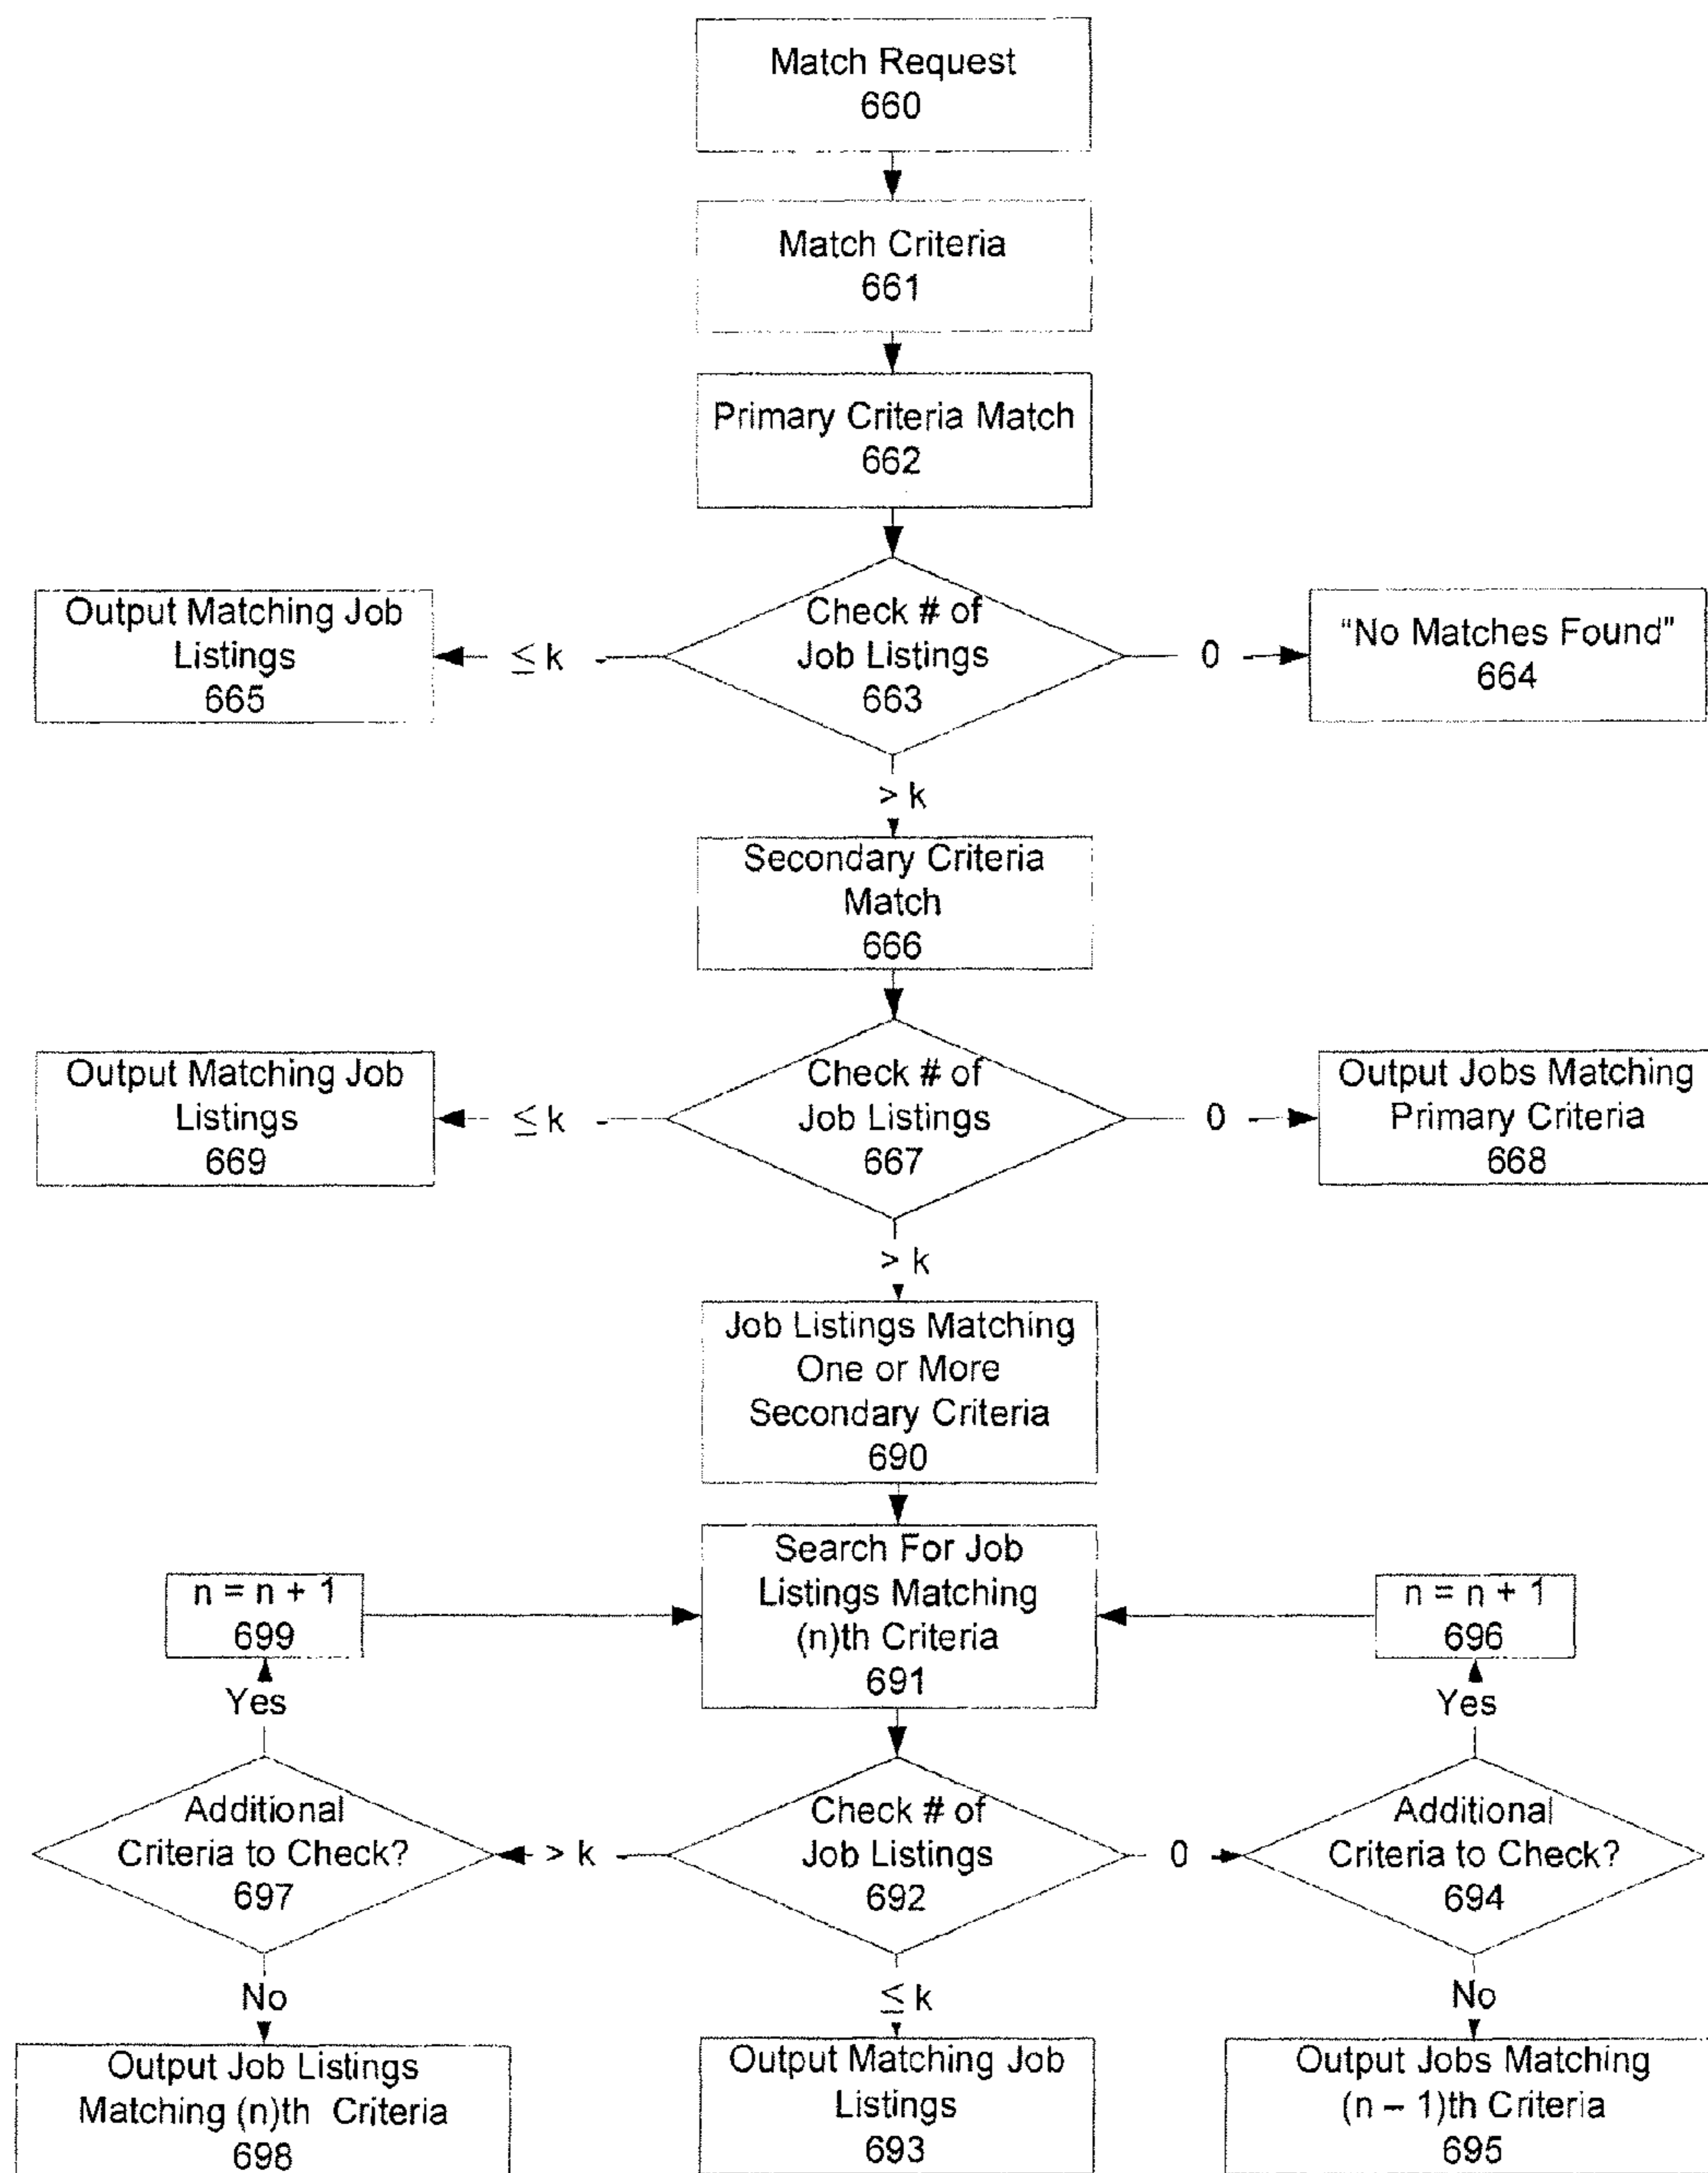 Match Request
660
Match Criteria
661
Primary Criteria Match
662
Output Matching Job
Listings
665
≤ k
Check # of
Job Listings
663
0
“No Matches Found”
664
> k
Secondary Criteria
Match
666
Output Matching Job
Listings
669
≤ k
Check # of
Job Listings
667
0
Output Jobs Matching
Primary Criteria
668
> k
Job Listings Matching
One or More
Secondary Criteria
690
n = n + 1
699
Search For Job
Listings Matching
(n)th Criteria
691
n = n + 1
696
Yes
Yes
Additional
Criteria to Check?
697
> k
Check # of
Job Listings
692
0
Additional
Criteria to Check?
694
No
≤ k
No
Output Job Listings
Matching (n)th Criteria
698
Output Matching Job
Listings
693
Output Jobs Matching
(n – 1)th Criteria
695